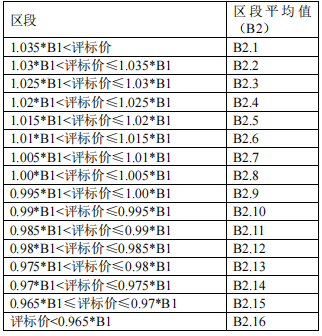 区段 区段平均值
（B2）
1.035*B1<评标价 B2.1
1.03*B1<评标价≤1.035*B1 B2.2
1.025*B1<评标价≤1.03*B1 B2.3
1.02*B1<评标价≤1.025*B1 B2.4
1.015*B1<评标价≤1.02*B1 B2.5
1.01*B1<评标价≤1.015*B1 B2.6
1.005*B1<评标价≤1.01*B1 B2.7
1.00*B1<评标价≤1.005*B1 B2.8
0.995*B1<评标价≤1.00*B1 B2.9
0.99*B1<评标价≤0.995*B1 B2.10
0.985*B1<评标价≤0.99*B1 B2.11
0.98*B1<评标价≤0.985*B1 B2.12
0.975*B1<评标价≤0.98*B1 B2.13
0.97*B1<评标价≤0.975*B1 B2.14
0.965*B1≤评标价≤0.97*B1 B2.15
评标价<0.965*B1 B2.16